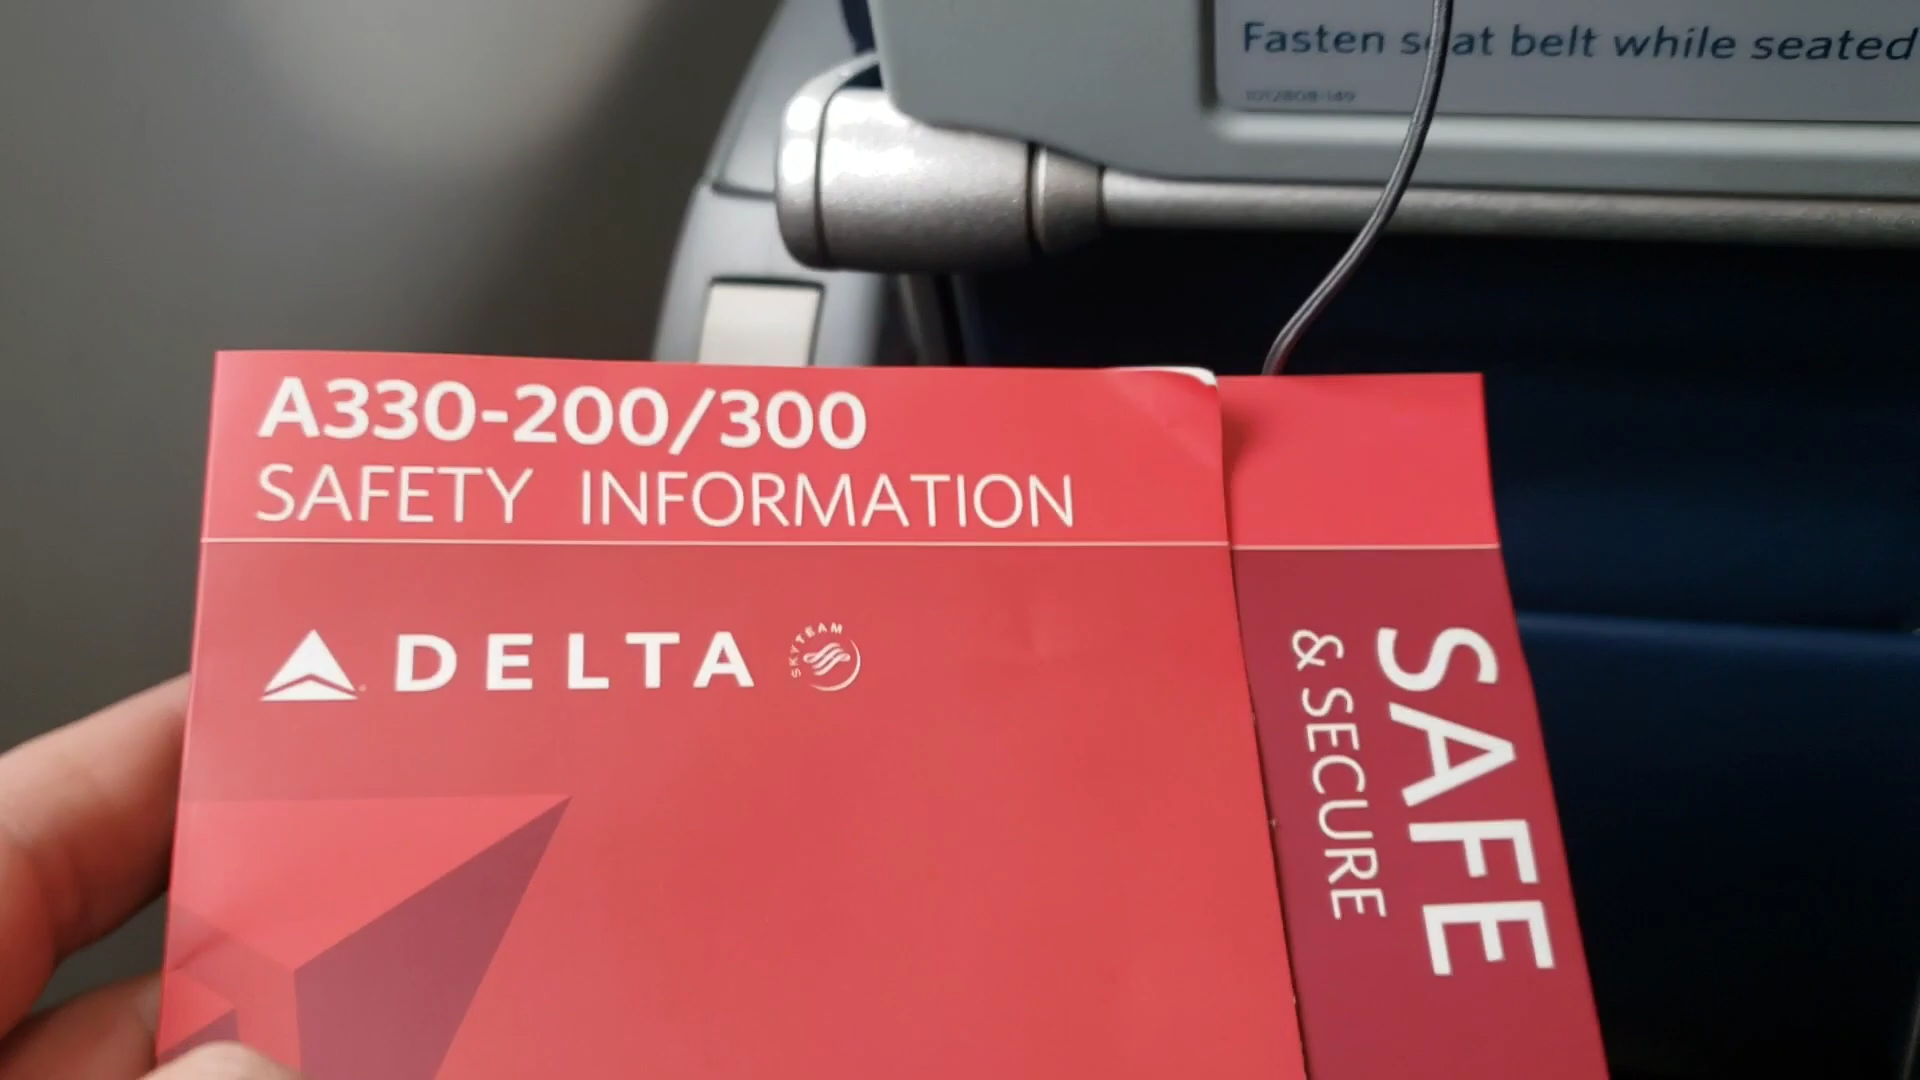 Fasten seat belt while seated
A330-200/300
SAFETY INFORMATION
DELTA
SKYTEAM
SAFE
& SECURE